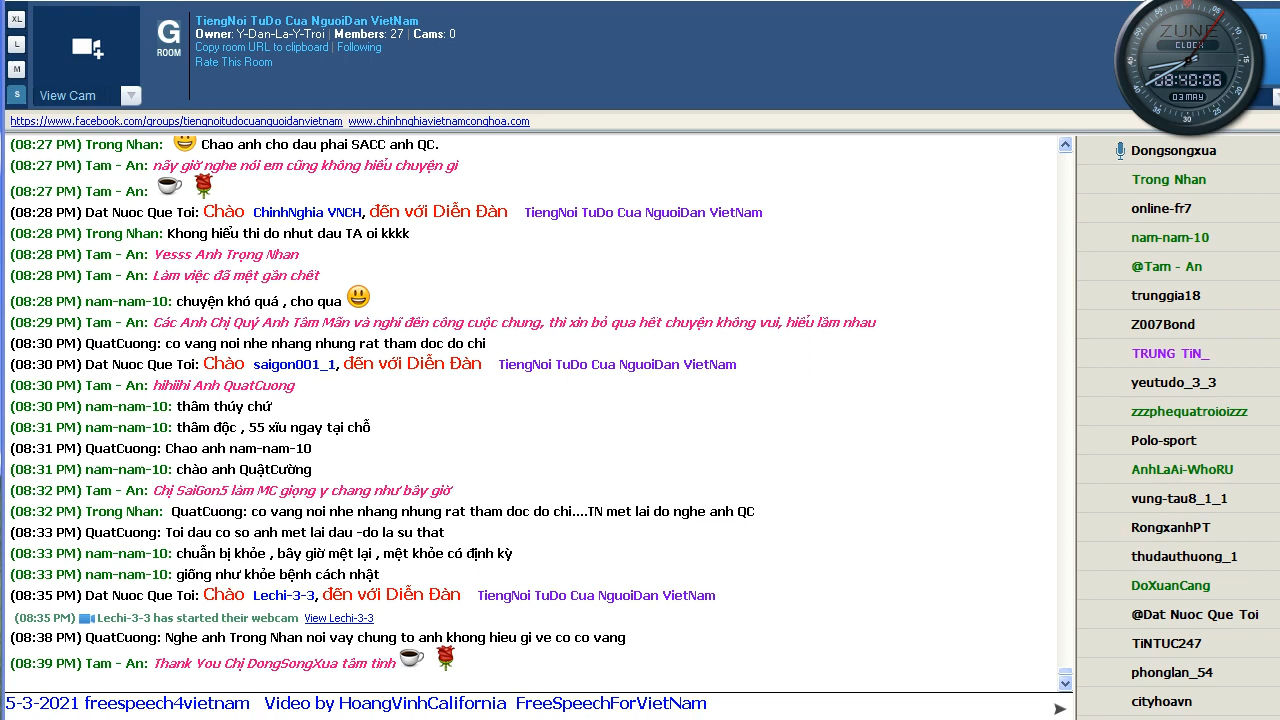 XL
L
M
S
View Cam
G
ROOM
TiengNoi TuDo Cua NguoiDan VietNam
Owner: Y-Dan-La-Y-Troi | Members: 27 | Cams: 0
Copy room URL to clipboard | Following
Rate This Room
ZUNE
CLOCK
08:40:08
03 MAY
https://www.facebook.com/groups/tiengnoitudocuanguoidanvietnam www.chinhnghiavietnamconghoa.com
(08:27 PM) Trong Nhan: Chao anh cho dau phai SACC anh QC.
(08:27 PM) Tam - An: nãy giờ nghe nói em cũng không hiểu chuyện gì
(08:27 PM) Tam - An:
(08:28 PM) Dat Nuoc Que Toi: Chào ChinhNghia VNCH, đến với Diễn Đàn TiengNoi TuDo Cua NguoiDan VietNam
(08:28 PM) Trong Nhan: Khong hiểu thi do nhut dau TA oi kkkk
(08:28 PM) Tam - An: Yesss Anh Trọng Nhan
(08:28 PM) Tam - An: Làm việc đã mệt gần chết
(08:28 PM) nam-nam-10: chuyện khó quá , cho qua
(08:29 PM) Tam - An: Các Anh Chị Quý Anh Tâm Mãn và nghĩ đến công cuộc chung, thì xin bỏ qua hết chuyện không vui, hiểu lầm nhau
(08:30 PM) QuatCuong: co vang noi nhe nhang nhung rat tham doc do chi
(08:30 PM) Dat Nuoc Que Toi: Chào saigon001_1, đến với Diễn Đàn TiengNoi TuDo Cua NguoiDan VietNam
(08:30 PM) Tam - An: hihiihi Anh QuatCuong
(08:30 PM) nam-nam-10: thâm thúy chứ
(08:31 PM) nam-nam-10: thâm độc , 55 xĩu ngay tại chỗ
(08:31 PM) QuatCuong: Chao anh nam-nam-10
(08:31 PM) nam-nam-10: chào anh QuậtCường
(08:32 PM) Tam - An: Chị SaiGon5 làm MC giọng y chang như bây giờ
(08:32 PM) Trong Nhan: QuatCuong: co vang noi nhe nhang nhung rat tham doc do chi....TN met lai do nghe anh QC
(08:33 PM) QuatCuong: Toi dau co so anh met lai dau -do la su that
(08:33 PM) nam-nam-10: chuẩn bị khỏe , bây giờ mệt lại , mệt khỏe có định kỳ
(08:33 PM) nam-nam-10: giống như khỏe bệnh cách nhật
(08:35 PM) Dat Nuoc Que Toi: Chào Lechi-3-3, đến với Diễn Đàn TiengNoi TuDo Cua NguoiDan VietNam
(08:35 PM) Lechi-3-3 has started their webcam View Lechi-3-3
(08:38 PM) QuatCuong: Nghe anh Trong Nhan noi vay chung to anh khong hieu gi ve co co vang
(08:39 PM) Tam - An: Thank You Chị DongSongXua tâm tình
5-3-2021 freespeech4vietnam Video by HoangVinhCalifornia FreeSpeechForVietNam
Dongsongxua
Trong Nhan
online-fr7
nam-nam-10
@Tam - An
trunggia18
Z007Bond
TRUNG TiN_
yeutudo_3_3
zzzphequatroioizzz
Polo-sport
AnhLaAi-WhoRU
vung-tau8_1_1
RongxanhPT
thudauthuong_1
DoXuanCang
@Dat Nuoc Que Toi
TiNTUC247
phonglan_54
cityhoavn